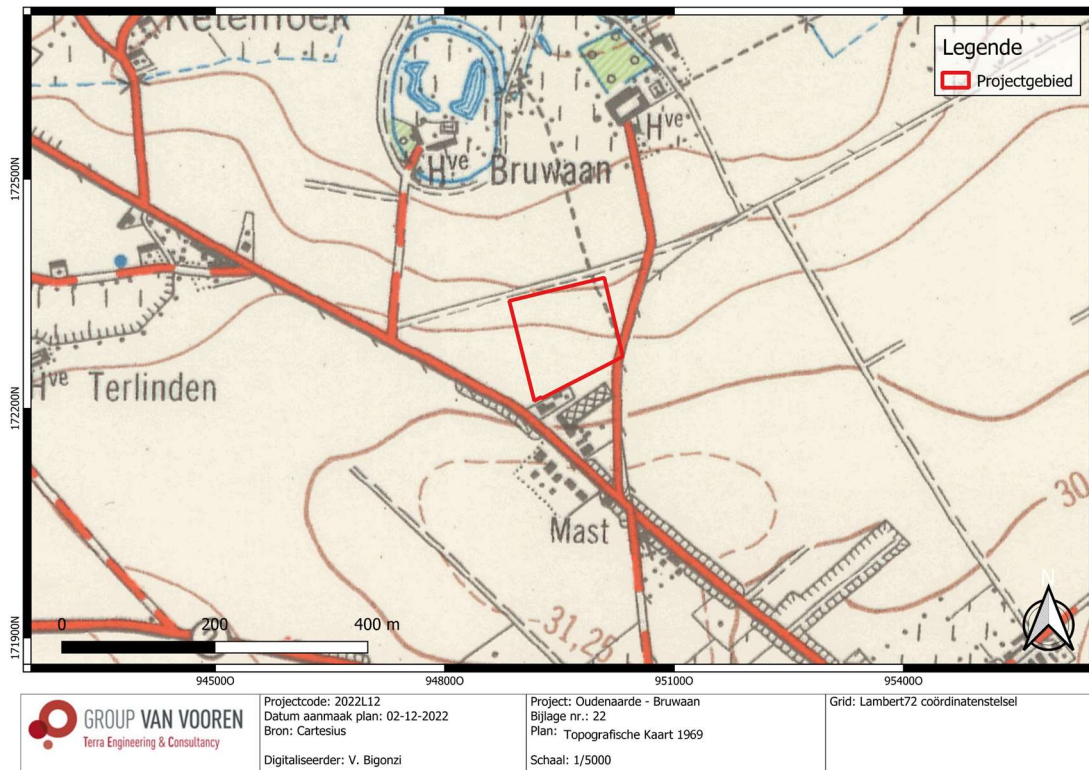 Ketelhoek
Legende
Projectgebied
Hve
Hve Bruwaan
172500N
Hve Terlinden
172200N
Mast
30
N
0 200 400 m
31,25
171900N
945000 948000 951000 954000
GROUP VAN VOOREN
Terra Engineering & Consultancy
Projectcode: 2022L12
Datum aanmaak plan: 02-12-2022
Bron: Cartesius
Digitaliseerder: V. Bigonzi
Project: Oudenaarde - Bruwaan
Bijlage nr.: 22
Plan: Topografische Kaart 1969
Schaal: 1/5000
Grid: Lambert72 coördinatenstelsel